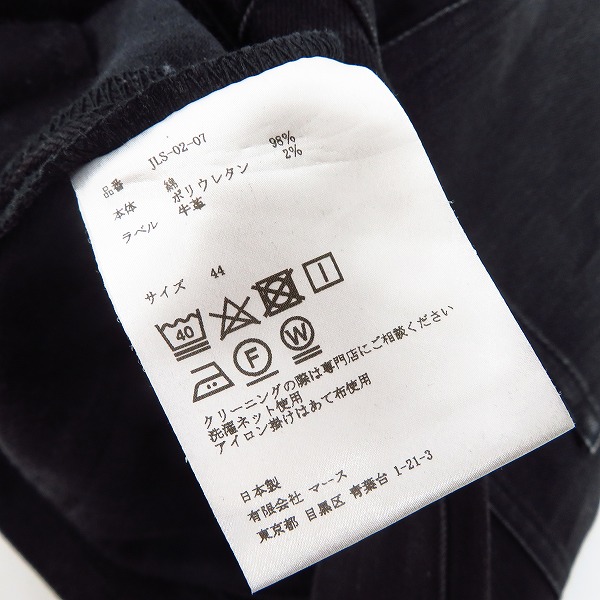 品番 JLS-02-07
本体 綿 98%
ポリウレタン 2%
ラベル 牛革
サイズ 44
40
F W
クリーニングの際は専門店にご相談ください
洗濯ネット使用
アイロン掛けはあて布使用
日本製
有限会社 マース
東京都 目黒区 青葉台 1-21-3